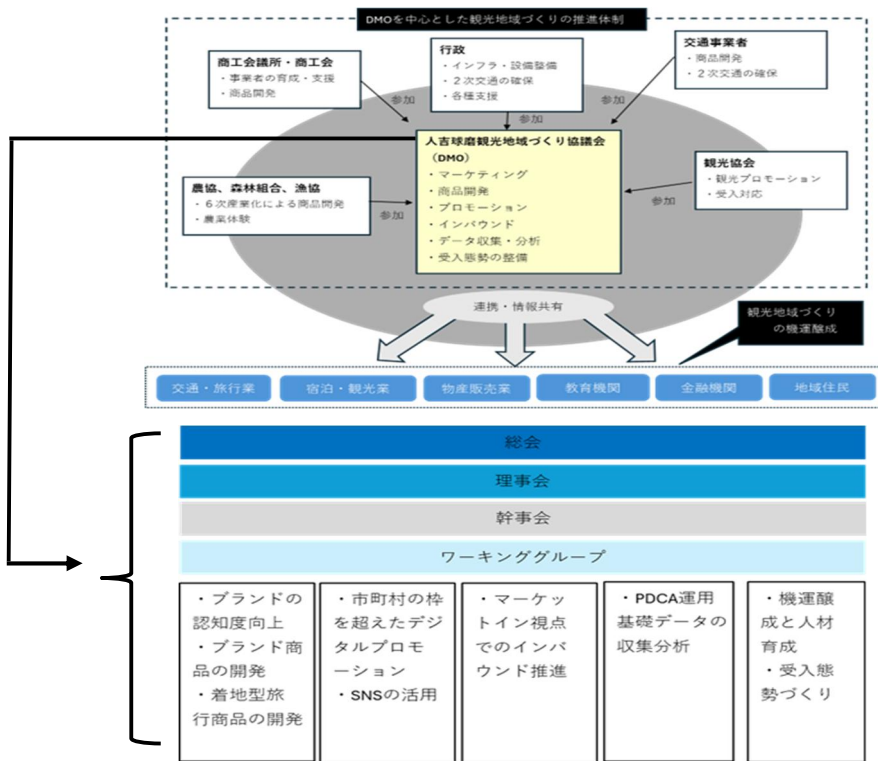 DMOを中心とした観光地域づくりの推進体制
商工会議所・商工会
・事業者の育成・支援
・商品開発
行政
・インフラ・設備整備
・２次交通の確保
・各種支援
交通事業者
・商品開発
・２次交通の確保
参加
参加
参加
人吉球磨観光地域づくり協議会
（DMO）
・マーケティング
・商品開発
・プロモーション
・インバウンド
・データ収集・分析
・受入態勢の整備
農協、森林組合、漁協
・６次産業化による商品開発
・農業体験
参加
観光協会
・観光プロモーション
・受入対応
参加
連携・情報共有
観光地域づくり
の機運醸成
交通・旅行業
宿泊・観光業
物産販売業
教育機関
金融機関
地域住民
総会
理事会
幹事会
ワーキンググループ
・ブランドの
認知度向上
・ブランド商
品の開発
・着地型旅
行商品の開発
・市町村の枠
を超えたデジ
タルプロモ
ーション
・SNSの活用
・マーケッ
トイン視点
でのインバ
ウンド推進
・PDCA運用
基礎データの
収集分析
・機運醸
成と人材
育成
・受入態
勢づくり